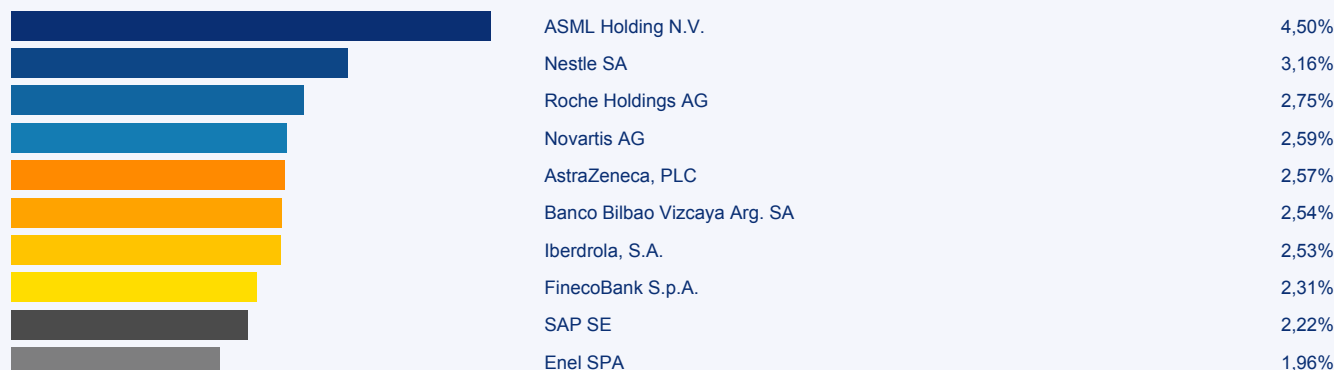 ASML Holding N.V. 4,50%
Nestle SA 3,16%
Roche Holdings AG 2,75%
Novartis AG 2,59%
AstraZeneca, PLC 2,57%
Banco Bilbao Vizcaya Arg. SA 2,54%
Iberdrola, S.A. 2,53%
FinecoBank S.p.A. 2,31%
SAP SE 2,22%
Enel SPA 1,96%